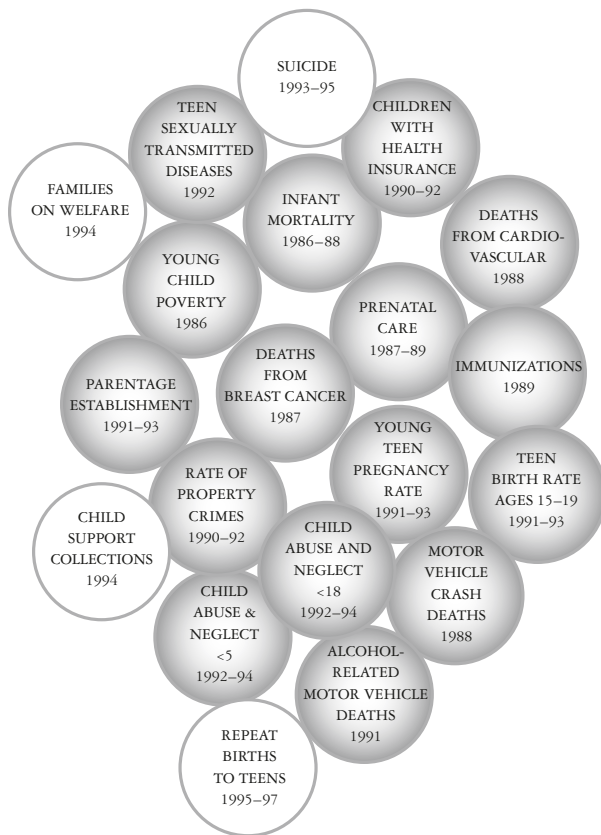 SUICIDE
1993–95
TEEN
SEXUALLY
TRANSMITTED
DISEASES
1992
CHILDREN
WITH
HEALTH
INSURANCE
1990–92
FAMILIES
ON WELFARE
1994
INFANT
MORTALITY
1986–88
DEATHS
FROM CARDIO-
VASCULAR
1988
YOUNG
CHILD
POVERTY
1986
PRENATAL
CARE
1987–89
DEATHS
FROM
BREAST CANCER
1987
IMMUNIZATIONS
1989
PARENTAGE
ESTABLISHMENT
1991–93
YOUNG
TEEN
PREGNANCY
RATE
1991–93
TEEN
BIRTH RATE
AGES 15–19
1991–93
RATE OF
PROPERTY
CRIMES
1990–92
CHILD
SUPPORT
COLLECTIONS
1994
CHILD
ABUSE AND
NEGLECT
<18
1992–94
MOTOR
VEHICLE
CRASH
DEATHS
1988
CHILD
ABUSE &
NEGLECT
<5
1992–94
ALCOHOL-
RELATED
MOTOR VEHICLE
DEATHS
1991
REPEAT
BIRTHS
TO TEENS
1995–97